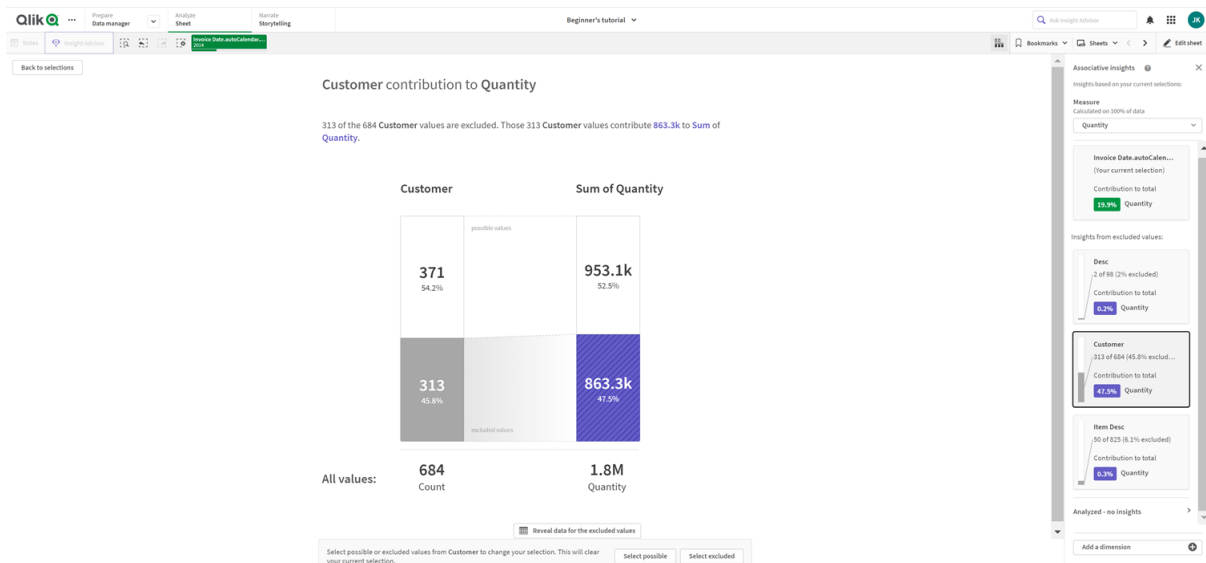 Qlik
Prepare
Data manager
Analyze
Sheet
Narrate
Storytelling
Beginner's tutorial
Ask Insight Advisor
JK
Notes
Insight Advisor
Invoice Date.autoCalendar...
2014
Bookmarks
Sheets
Edit sheet
Back to selections
Customer contribution to Quantity
313 of the 684 Customer values are excluded. Those 313 Customer values contribute 863.3k to Sum of
Quantity.
Customer
Sum of Quantity
possible values
371
54.2%
953.1k
52.5%
313
45.8%
863.3k
47.5%
excluded values
All values:
684
Count
1.8M
Quantity
Reveal data for the excluded values
Select possible or excluded values from Customer to change your selection. This will clear
your current selection.
Select possible
Select excluded
Associative insights
Insights based on your current selections:
Measure
Calculated on 100% of data
Quantity
Invoice Date.autoCalen...
(Your current selection)
Contribution to total
19.9% Quantity
Insights from excluded values:
Desc
2 of 98 (2% excluded)
Contribution to total
0.2% Quantity
Customer
313 of 684 (45.8% exclud...
Contribution to total
47.5% Quantity
Item Desc
50 of 825 (6.1% excluded)
Contribution to total
0.3% Quantity
Analyzed - no insights
Add a dimension